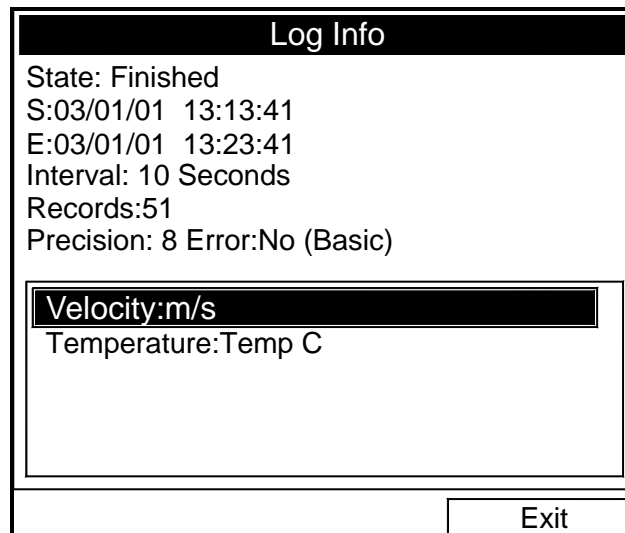 Log Info
State: Finished
S:03/01/01 13:13:41
E:03/01/01 13:23:41
Interval: 10 Seconds
Records:51
Precision: 8 Error:No (Basic)
Velocity:m/s
Temperature:Temp C
Exit